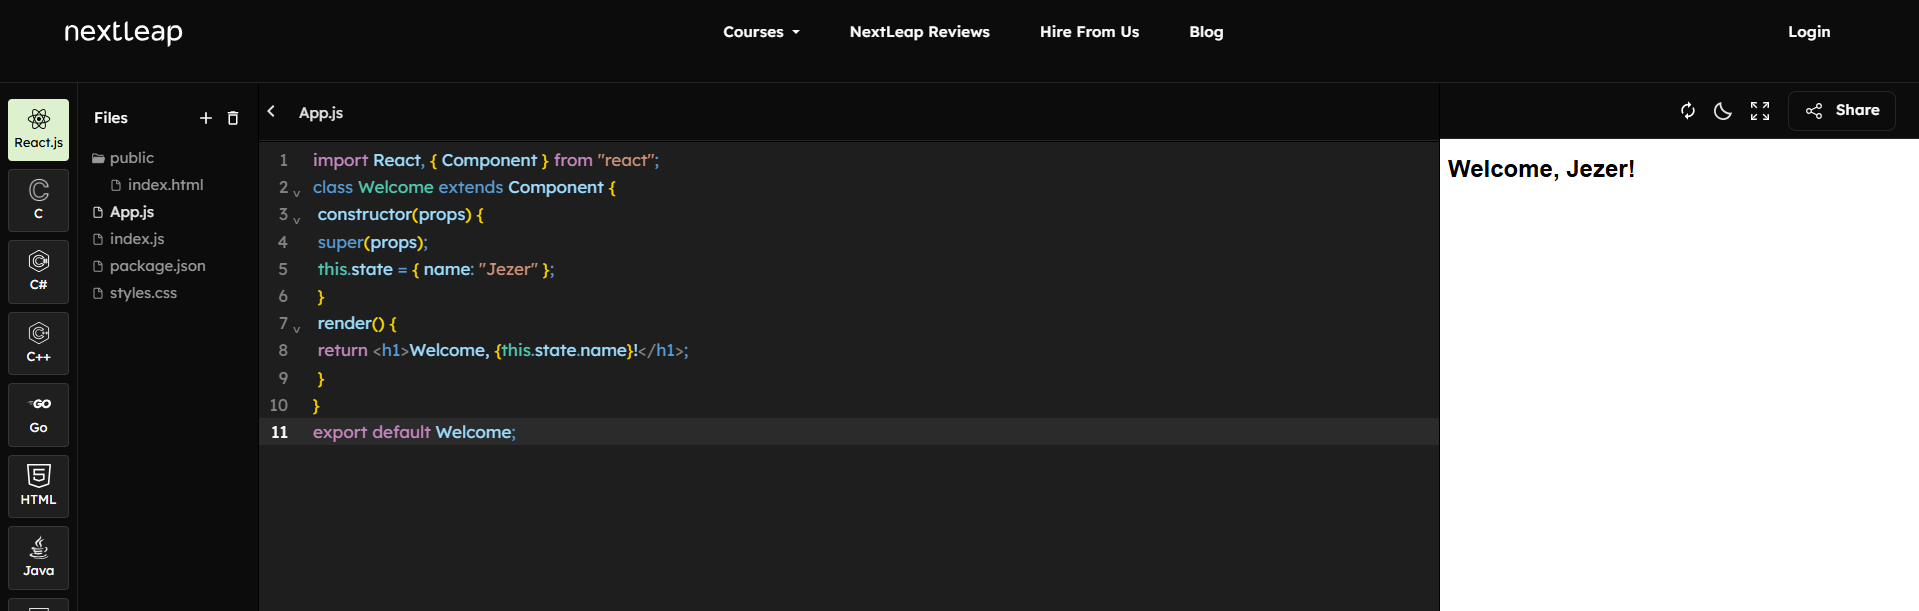 nextleap
Courses
NextLeap Reviews
Hire From Us
Blog
Login
React.js
C
C#
C++
GO
Go
5
HTML
Java
Files
public
index.html
App.js
index.js
package.json
styles.css
App.js
1 import React, { Component } from "react";
2 class Welcome extends Component {
3 constructor(props) {
4 super(props);
5 this.state = { name: "Jezer" };
6 }
7 render() {
8 return <h1>Welcome, {this.state.name}!</h1>;
9 }
10 }
11 export default Welcome;
Share
Welcome, Jezer!